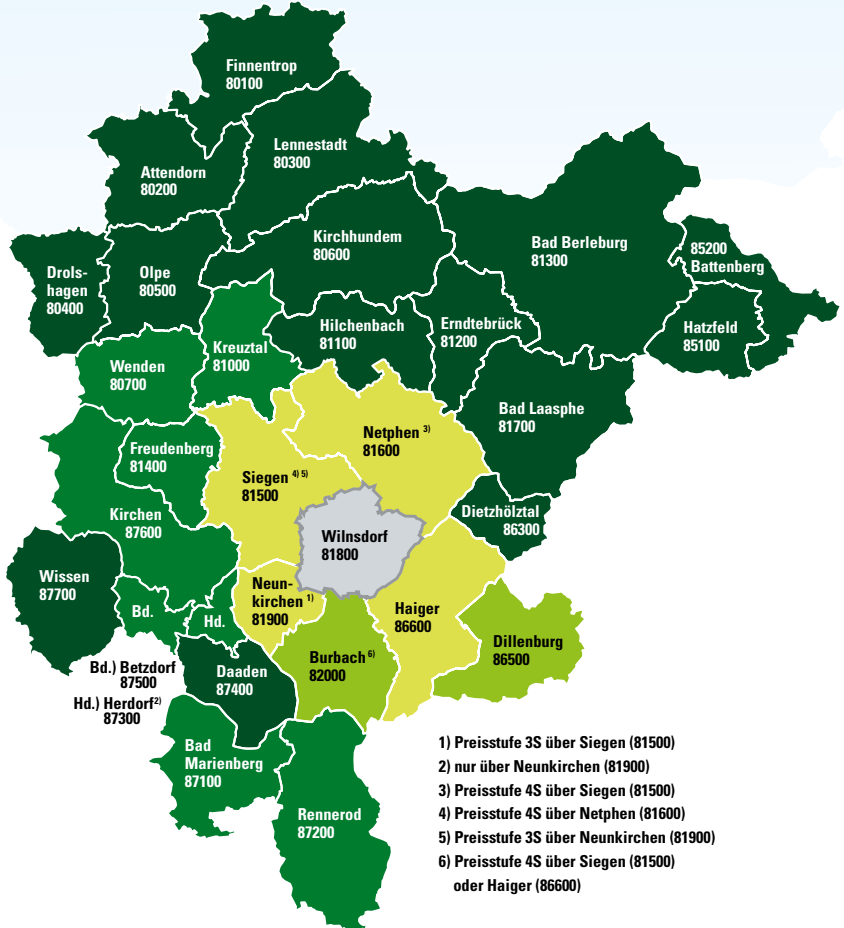 Finnentrop
80100
Lennestadt
80300
Attendorn
80200
Kirchhundem
80600
Bad Berleburg
81300
85200
Battenberg
Drols-
hagen
80400
Olpe
80500
Hatzfeld
85100
Hilchenbach
81100
Erndtebrück
81200
Kreuztal
81000
Wenden
80700
Bad Laasphe
81700
Netphen 3)
81600
Freudenberg
81400
Siegen 4) 5)
81500
Dietzhölztal
86300
Kirchen
87600
Wilnsdorf
81800
Wissen
87700
Neun-
kirchen 1)
81900
Haiger
86600
Bd.
Hd.
Dillenburg
86500
Burbach 6)
82000
Bd.) Betzdorf
87500
Daaden
87400
Hd.) Herdorf2)
87300
Bad
Marienberg
87100
Rennerod
87200
1) Preisstufe 3S über Siegen (81500)
2) nur über Neunkirchen (81900)
3) Preisstufe 4S über Siegen (81500)
4) Preisstufe 4S über Netphen (81600)
5) Preisstufe 3S über Neunkirchen (81900)
6) Preisstufe 4S über Siegen (81500)
oder Haiger (86600)